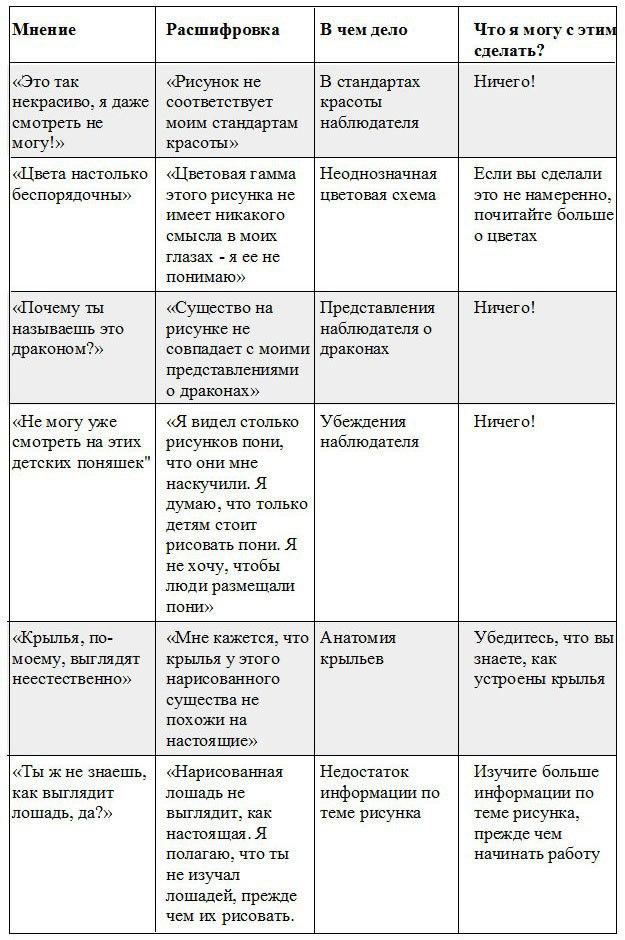 Мнение
Расшифровка
В чем дело
Что я могу с этим
сделать?
«Это так
некрасиво, я даже
смотреть не
могу!»
«Рисунок не
соответствует
моим стандартам
красоты»
В стандартах
красоты
наблюдателя
Ничего!
«Цвета настолько
беспорядочны»
«Цветовая гамма
этого рисунка не
имеет никакого
смысла в моих
глазах - я ее не
понимаю»
Неоднозначная
цветовая схема
Если вы сделали
это не намеренно,
почитайте больше
о цветах
«Почему ты
называешь это
драконом?»
«Существо на
рисунке не
совпадает с моими
представлениями
о драконах»
Представления
наблюдателя о
драконах
Ничего!
«Не могу уже
смотреть на этих
детских поняшек"
«Я видел столько
рисунков пони,
что они мне
наскучили. Я
думаю, что только
детям стоит
рисовать пони. Я
не хочу, чтобы
люди размещали
пони»
Убеждения
наблюдателя
Ничего!
«Крылья, по-
моему, выглядят
неестественно»
«Мне кажется, что
крылья у этого
нарисованного
существа не
похожи на
настоящие»
Анатомия
крыльев
Убедитесь, что вы
знаете, как
устроены крылья
«Ты ж не знаешь,
как выглядит
лошадь, да?»
«Нарисованная
лошадь не
выглядит, как
настоящая. Я
полагаю, что ты
не изучал
лошадей, прежде
чем их рисовать.
Недостаток
информации по
теме рисунка
Изучите больше
информации по
теме рисунка,
прежде чем
начинать работу